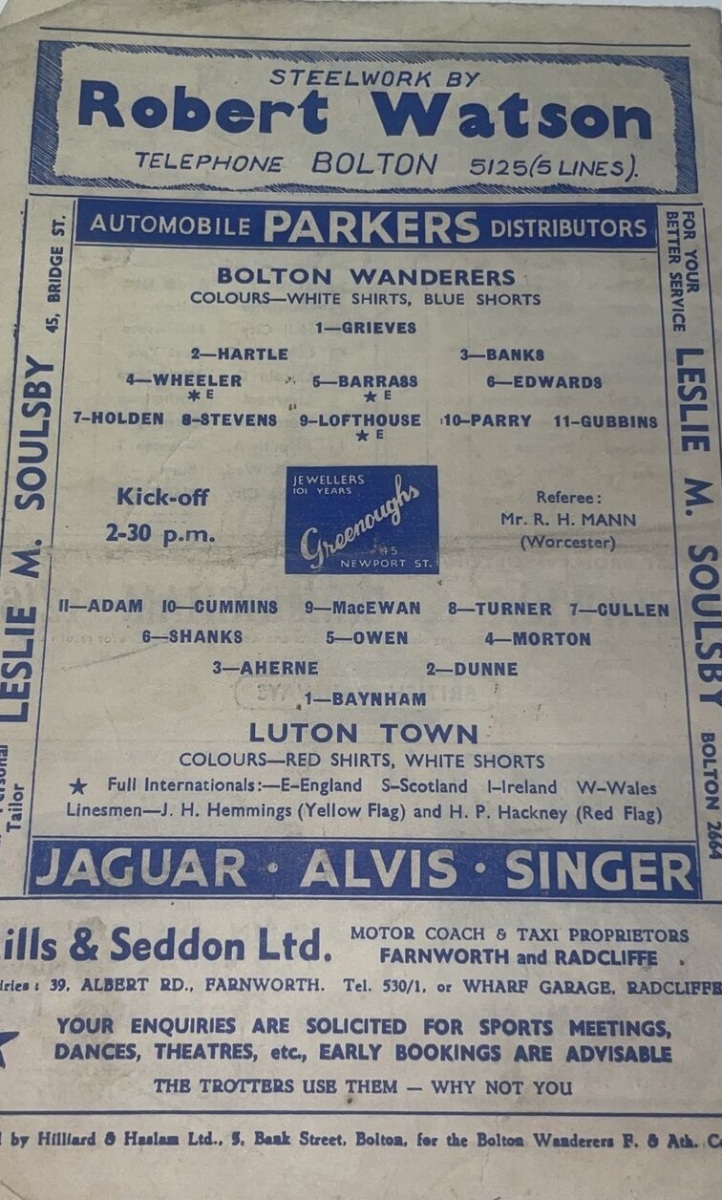 STEELWORK BY
Robert Watson
TELEPHONE BOLTON 5125 (5 LINES).
AUTOMOBILE PARKERS DISTRIBUTORS
LESLIE M. SOULSBY 45, BRIDGE ST.
Tailor
FOR YOUR
BETTER SERVICE
LESLIE M. SOULSBY BOLTON 2664
BOLTON WANDERERS
COLOURS—WHITE SHIRTS, BLUE SHORTS
1—GRIEVES
2—HARTLE 3—BANKS
4—WHEELER 5—BARRASS 6—EDWARDS
★ E ★ E
7—HOLDEN 8—STEVENS 9—LOFTHOUSE 10—PARRY 11—GUBBINS
★ E
Kick-off
2-30 p.m.
JEWELLERS
101 YEARS
Greenoughs
45
NEWPORT ST.
Referee:
Mr. R. H. MANN
(Worcester)
11—ADAM 10—CUMMINS 9—MacEWAN 8—TURNER 7—CULLEN
6—SHANKS 5—OWEN 4—MORTON
3—AHERNE 2—DUNNE
1—BAYNHAM
LUTON TOWN
COLOURS—RED SHIRTS, WHITE SHORTS
★ Full Internationals:—E—England S—Scotland I—Ireland W—Wales
Linesmen—J. H. Hemmings (Yellow Flag) and H. P. Hackney (Red Flag)
JAGUAR · ALVIS · SINGER
ills & Seddon Ltd. MOTOR COACH & TAXI PROPRIETORS
FARNWORTH and RADCLIFFE
iries: 39, ALBERT RD., FARNWORTH. Tel. 530/1, or WHARF GARAGE, RADCLIFFE
YOUR ENQUIRIES ARE SOLICITED FOR SPORTS MEETINGS,
DANCES, THEATRES, etc., EARLY BOOKINGS ARE ADVISABLE
THE TROTTERS USE THEM — WHY NOT YOU
by Hilliard & Haslam Ltd., 5, Bank Street, Bolton, for the Bolton Wanderers F. & Ath. Co